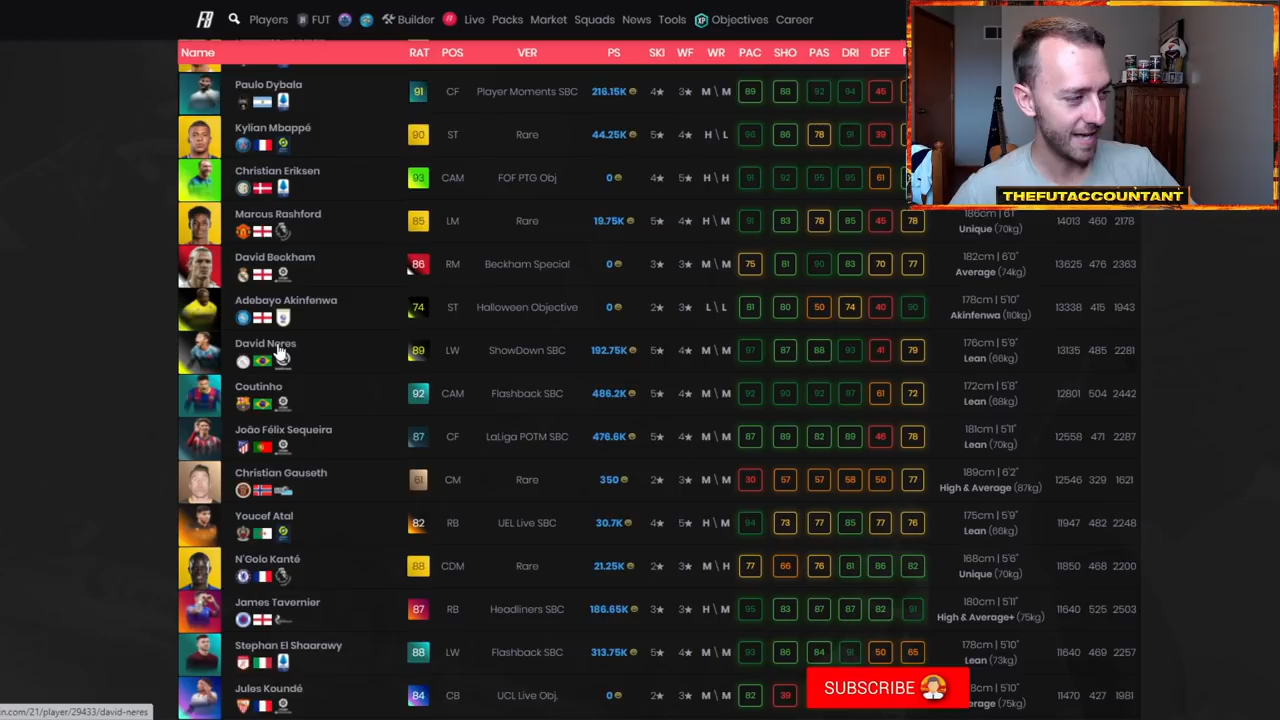 F8 Players FUT Builder Live Packs Market Squads News Tools XP Objectives Career
Name RAT POS VER PS SKI WF WR PAC SHO PAS DRI DEF
Paulo Dybala 91 CF Player Moments SBC 216.15K 4★ 3★ M \ M 89 88 92 94 45
Kylian Mbappé 90 ST Rare 44.25K 5★ 4★ H \ L 96 86 78 91 39
Christian Eriksen 93 CAM FOF PTG Obj 0 4★ 5★ H \ H 91 92 95 95 61
THEFUTACCOUNTANT
Marcus Rashford 85 LM Rare 19.75K 5★ 4★ H \ M 91 83 78 85 45 78 186cm | 6'1" Unique (70kg) 14013 460 2178
David Beckham 86 RM Beckham Special 0 3★ 3★ M \ M 75 81 90 83 70 77 182cm | 6'0" Average (74kg) 13625 476 2363
Adebayo Akinfenwa 74 ST Halloween Objective 0 2★ 3★ L \ L 81 80 50 74 40 90 178cm | 5'10" Akinfenwa (110kg) 13338 415 1943
David Neres 89 LW ShowDown SBC 192.75K 5★ 4★ M \ M 97 87 88 93 41 79 176cm | 5'9" Lean (66kg) 13135 485 2281
Coutinho 92 CAM Flashback SBC 486.2K 5★ 4★ M \ M 92 90 92 97 61 72 172cm | 5'8" Lean (68kg) 12801 504 2442
João Félix Sequeira 87 CF LaLiga POTM SBC 476.6K 5★ 4★ M \ M 87 89 82 89 46 78 181cm | 5'11" Lean (70kg) 12558 471 2287
Christian Gauseth 61 CM Rare 350 2★ 3★ M \ M 30 57 57 58 50 77 189cm | 6'2" High & Average (87kg) 12546 329 1621
Youcef Atal 82 RB UEL Live SBC 30.7K 4★ 5★ H \ M 94 73 77 85 77 76 175cm | 5'9" Lean (66kg) 11947 482 2248
N'Golo Kanté 88 CDM Rare 21.25K 2★ 3★ M \ H 77 66 76 81 86 82 168cm | 5'6" Unique (70kg) 11850 468 2200
James Tavernier 87 RB Headliners SBC 186.65K 3★ 3★ H \ M 95 83 87 87 82 91 180cm | 5'11" High & Average+ (75kg) 11640 525 2503
Stephan El Shaarawy 88 LW Flashback SBC 313.75K 5★ 4★ M \ M 93 86 84 91 50 65 178cm | 5'10" Lean (73kg) 11640 469 2257
Jules Koundé 84 CB UCL Live Obj. 0 2★ 3★ M \ M 82 39 8cm | 5'10" (75kg) 11470 427 1981
SUBSCRIBE
in.com/21/player/29433/david-neres